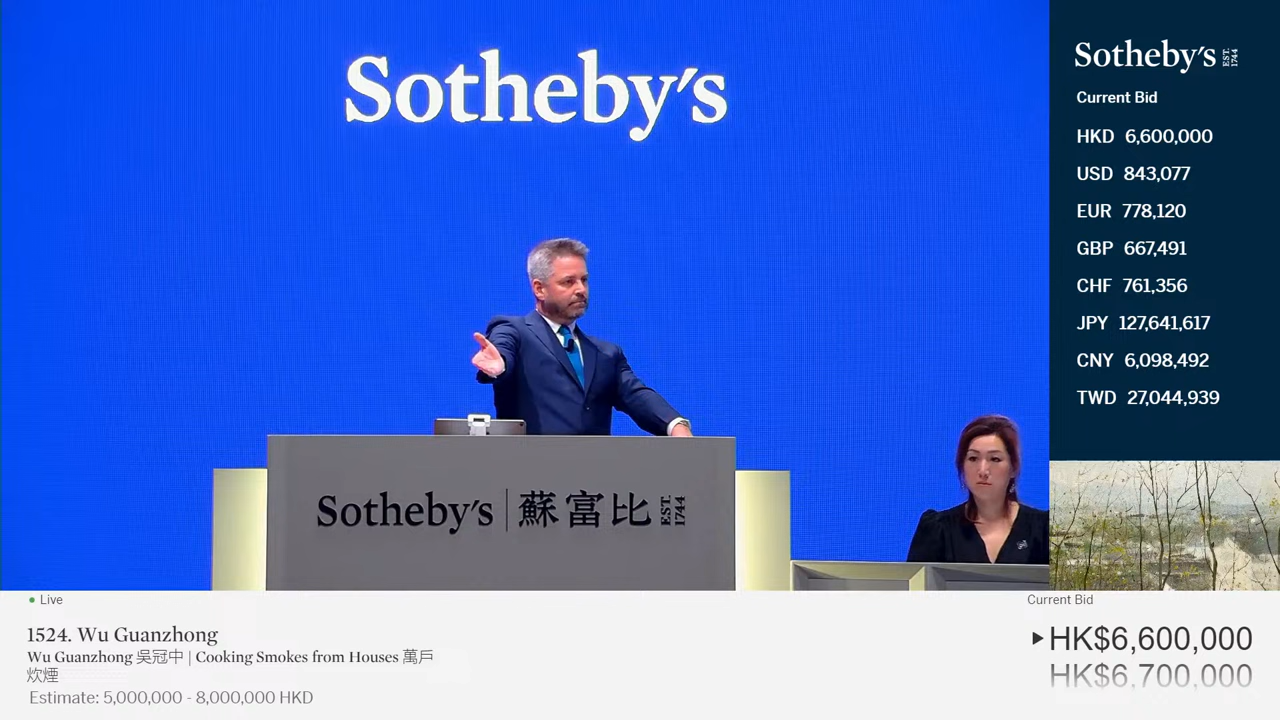 Sotheby's
Sotheby's EST. 1744
Current Bid
HKD 6,600,000
USD 843,077
EUR 778,120
GBP 667,491
CHF 761,356
JPY 127,641,617
CNY 6,098,492
TWD 27,044,939
Sotheby's | 蘇富比 EST. 1744
Live
Current Bid
1524. Wu Guanzhong
Wu Guanzhong 吳冠中 | Cooking Smokes from Houses 萬戶
炊煙
Estimate: 5,000,000 - 8,000,000 HKD
HK$6,600,000
HK$6,700,000